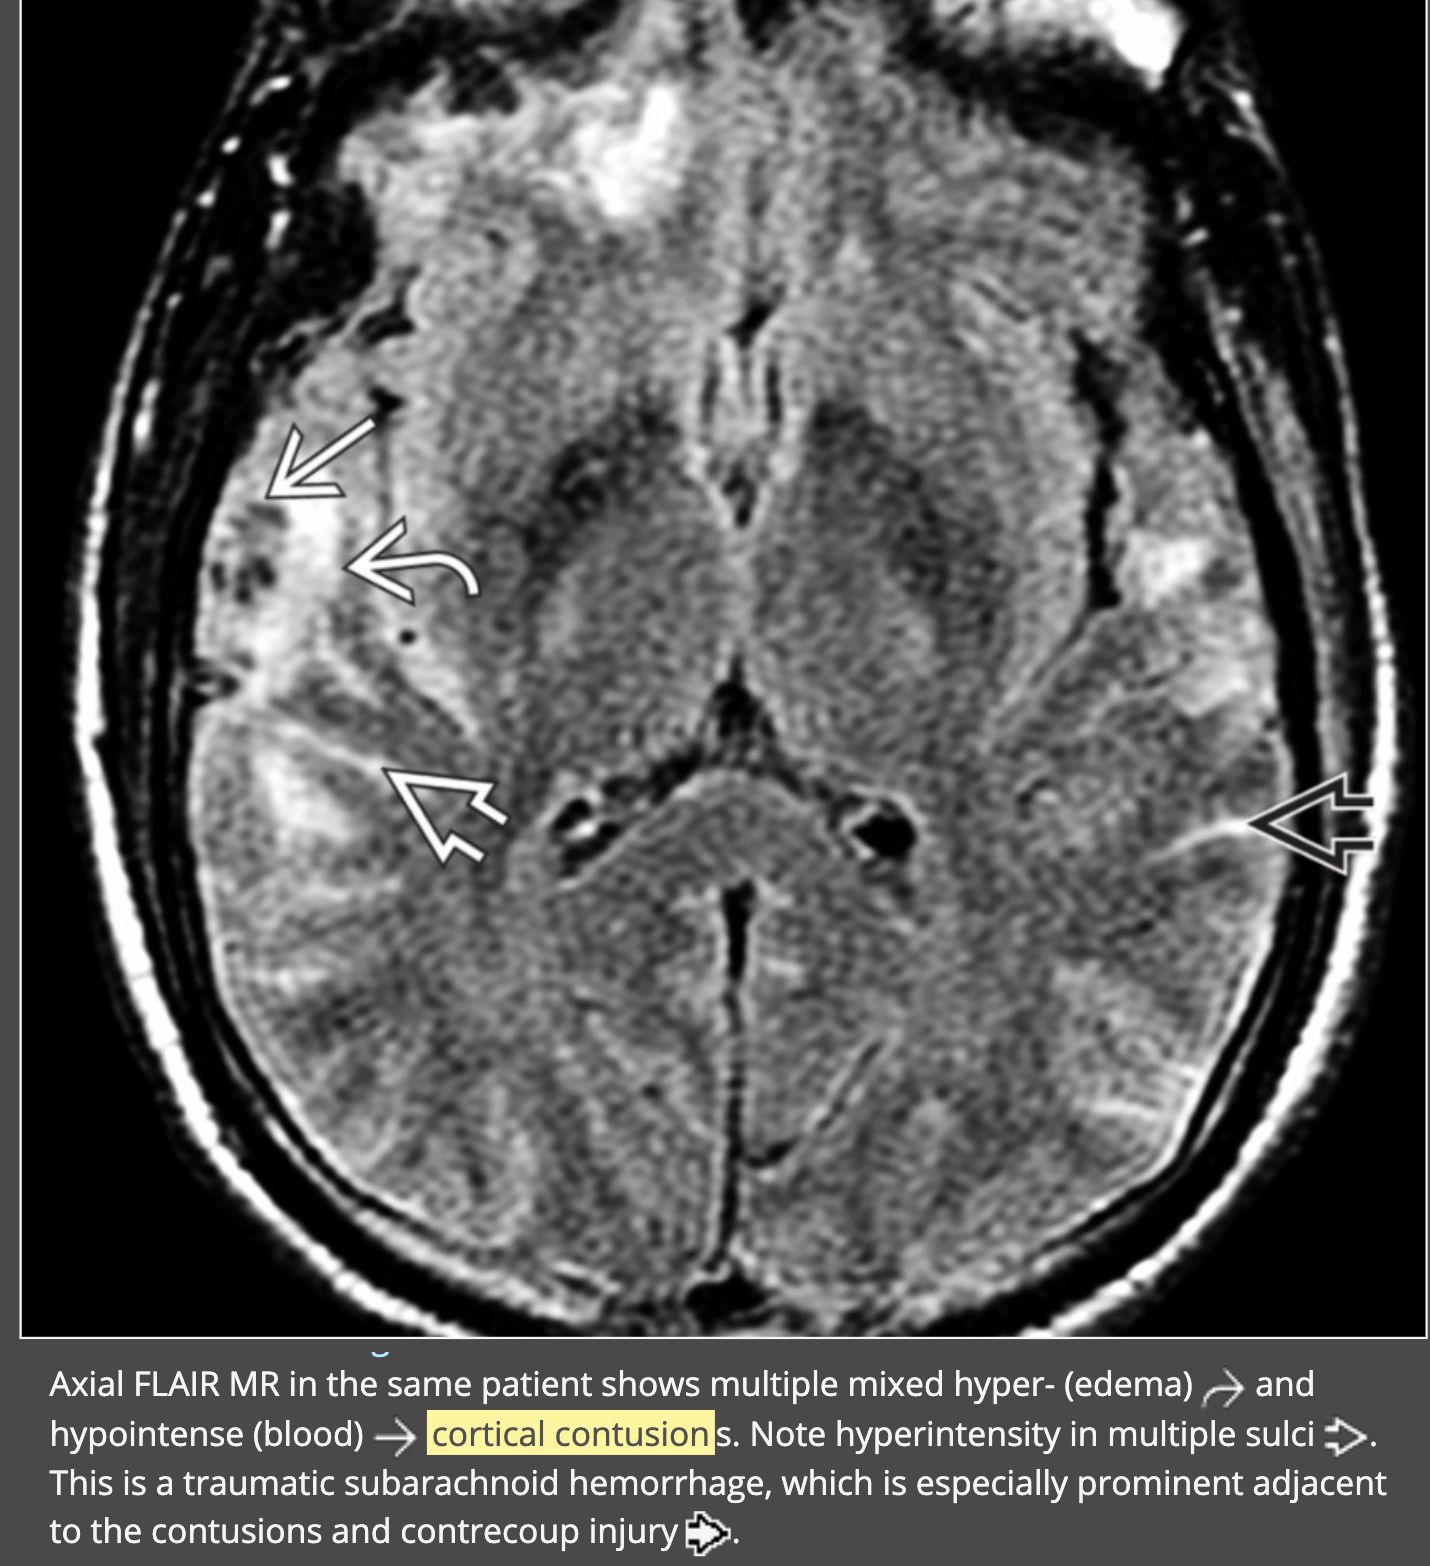 Axial FLAIR MR in the same patient shows multiple mixed hyper- (edema) and
hypointense (blood) cortical contusions. Note hyperintensity in multiple sulci .
This is a traumatic subarachnoid hemorrhage, which is especially prominent adjacent
to the contusions and contrecoup injury .